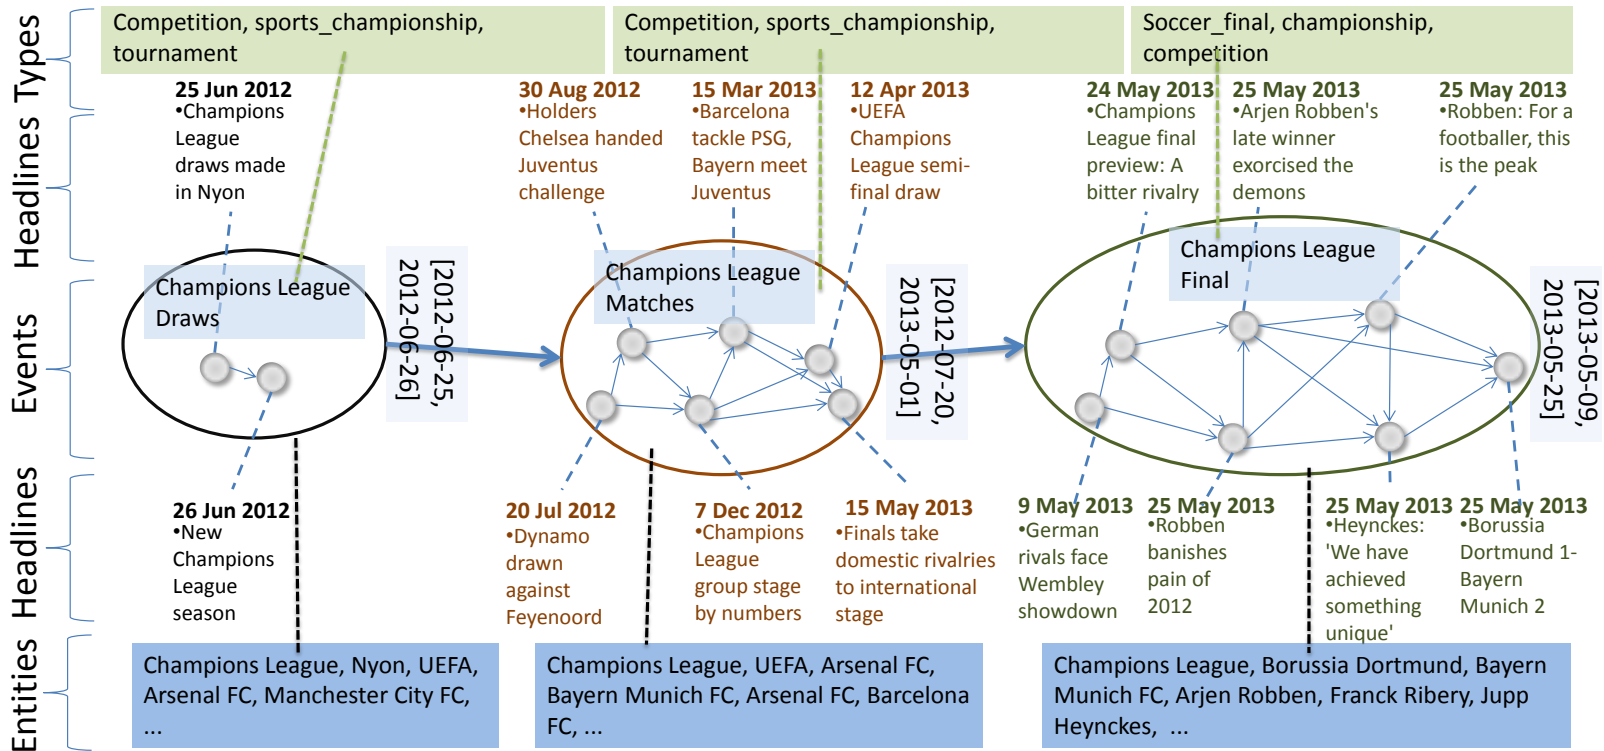 Types
Competition, sports_championship,
tournament
Competition, sports_championship,
tournament
Soccer_final, championship,
competition
Headlines
25 Jun 2012
•Champions
League
draws made
in Nyon
30 Aug 2012
•Holders
Chelsea handed
Juventus
challenge
15 Mar 2013
•Barcelona
tackle PSG,
Bayern meet
Juventus
12 Apr 2013
•UEFA
Champions
League semi-
final draw
24 May 2013
•Champions
League final
preview: A
bitter rivalry
25 May 2013
•Arjen Robben's
late winner
exorcised the
demons
25 May 2013
•Robben: For a
footballer, this
is the peak
Events
Champions League
Draws
[2012-06-25,
2012-06-26]
Champions League
Matches
[2012-07-20,
2013-05-01]
Champions League
Final
[2013-05-09,
2013-05-25]
Headlines
26 Jun 2012
•New
Champions
League
season
20 Jul 2012
•Dynamo
drawn
against
Feyenoord
7 Dec 2012
•Champions
League
group stage
by numbers
15 May 2013
•Finals take
domestic rivalries
to international
stage
9 May 2013
•German
rivals face
Wembley
showdown
25 May 2013
•Robben
banishes
pain of
2012
25 May 2013
•Heynckes:
'We have
achieved
something
unique'
25 May 2013
•Borussia
Dortmund 1-
Bayern
Munich 2
Entities
Champions League, Nyon, UEFA,
Arsenal FC, Manchester City FC,
...
Champions League, UEFA, Arsenal FC,
Bayern Munich FC, Arsenal FC, Barcelona
FC, ...
Champions League, Borussia Dortmund, Bayern
Munich FC, Arjen Robben, Franck Ribery, Jupp
Heynckes, ...